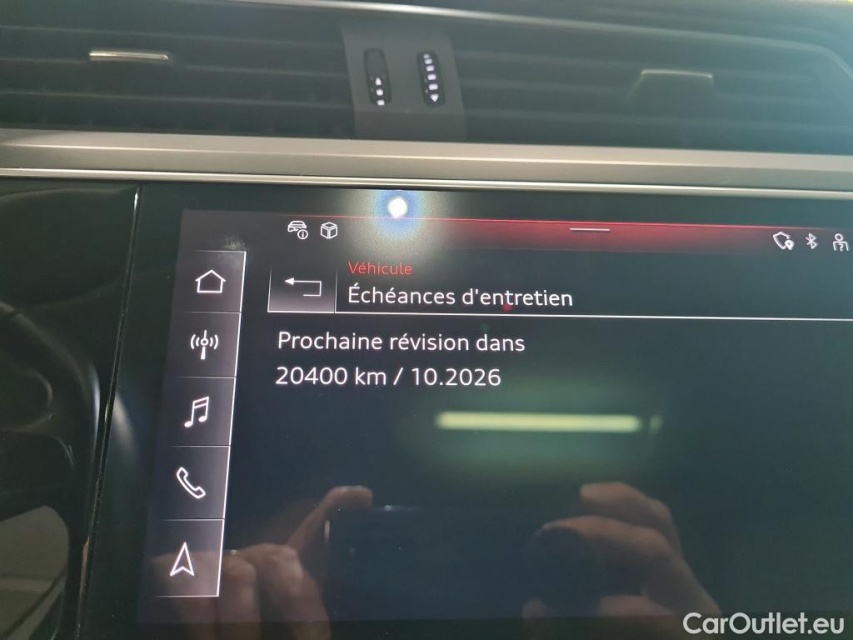 Véhicule
Échéances d'entretien
Prochaine révision dans
20400 km / 10.2026
CarOutlet.eu